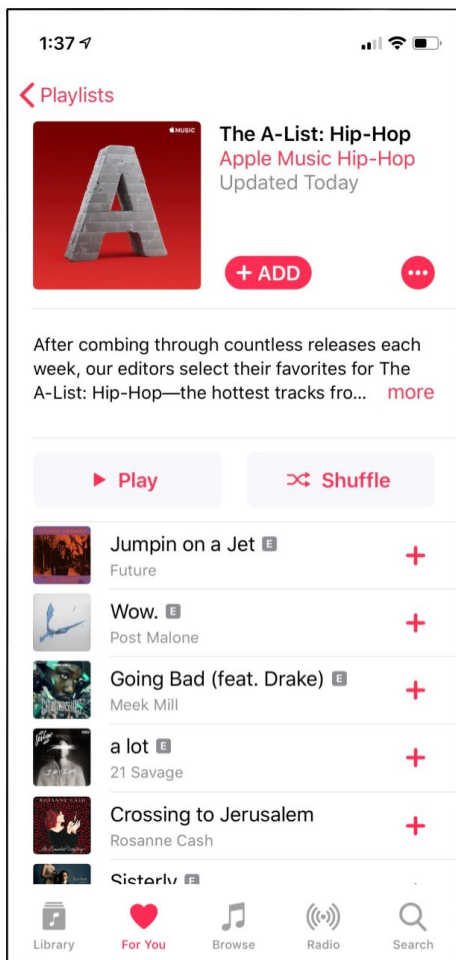 1:37
Playlists
MUSIC
The A-List: Hip-Hop
Apple Music Hip-Hop
Updated Today
+ ADD
After combing through countless releases each
week, our editors select their favorites for The
A-List: Hip-Hop—the hottest tracks fro... more
Play
Shuffle
Jumpin on a Jet E
Future
Wow. E
Post Malone
Going Bad (feat. Drake) E
Meek Mill
a lot E
21 Savage
ROSANNE CASH
Crossing to Jerusalem
Rosanne Cash
Sisterly E
Library
For You
Browse
Radio
Search